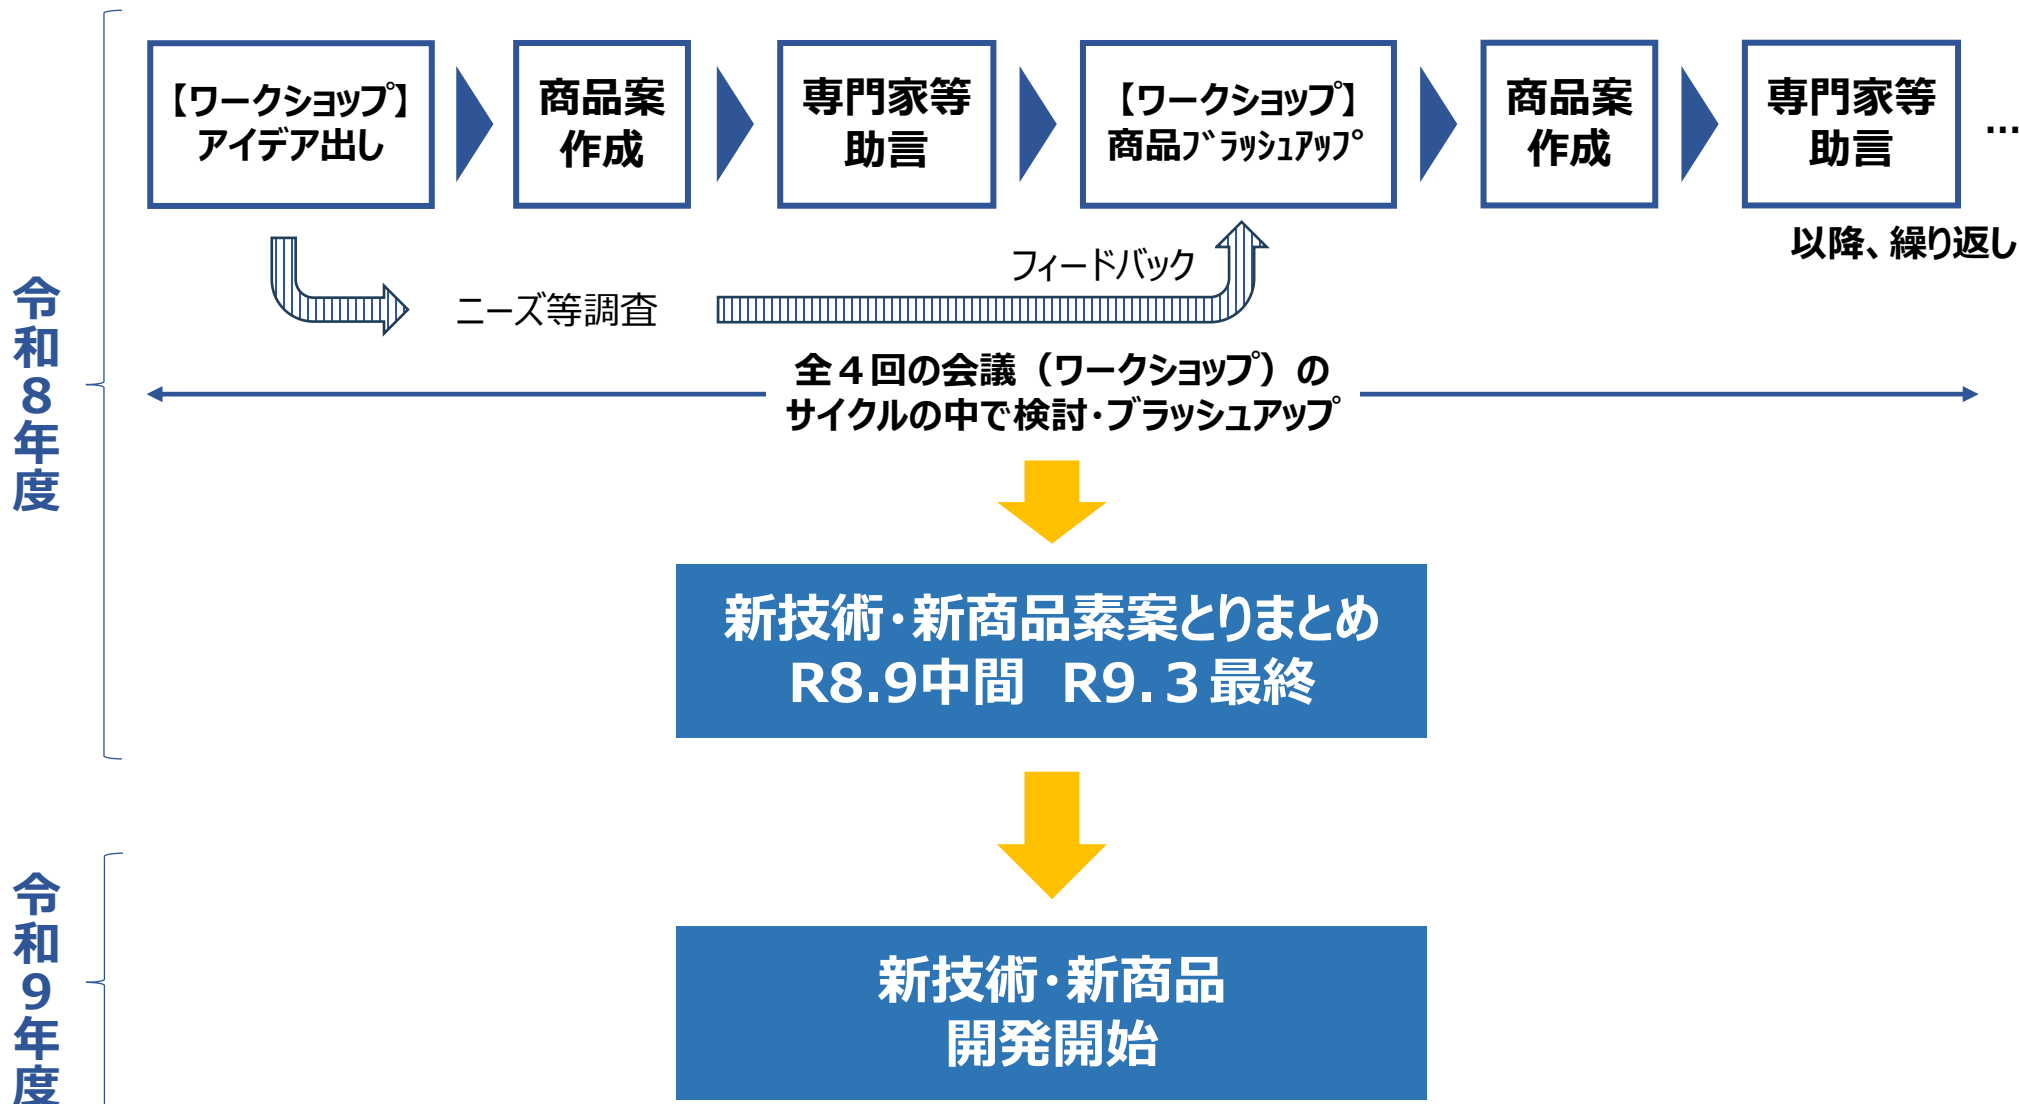 令和８年度
【ワークショップ】
アイデア出し
商品案
作成
専門家等
助言
【ワークショップ】
商品ﾌﾞﾗｯｼｭｱｯﾌﾟ
商品案
作成
専門家等
助言
…
以降、繰り返し
ニーズ等調査
フィードバック
全４回の会議（ワークショップ）の
サイクルの中で検討・ブラッシュアップ
新技術・新商品素案とりまとめ
R8.9中間　R9.３最終
令和９年度
新技術・新商品
開発開始